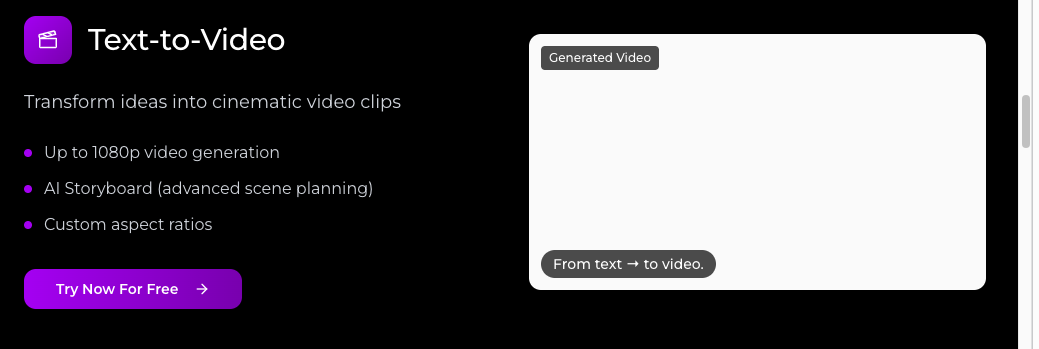 Text-to-Video
Transform ideas into cinematic video clips
Up to 1080p video generation
AI Storyboard (advanced scene planning)
Custom aspect ratios
Try Now For Free →
Generated Video
From text → to video.